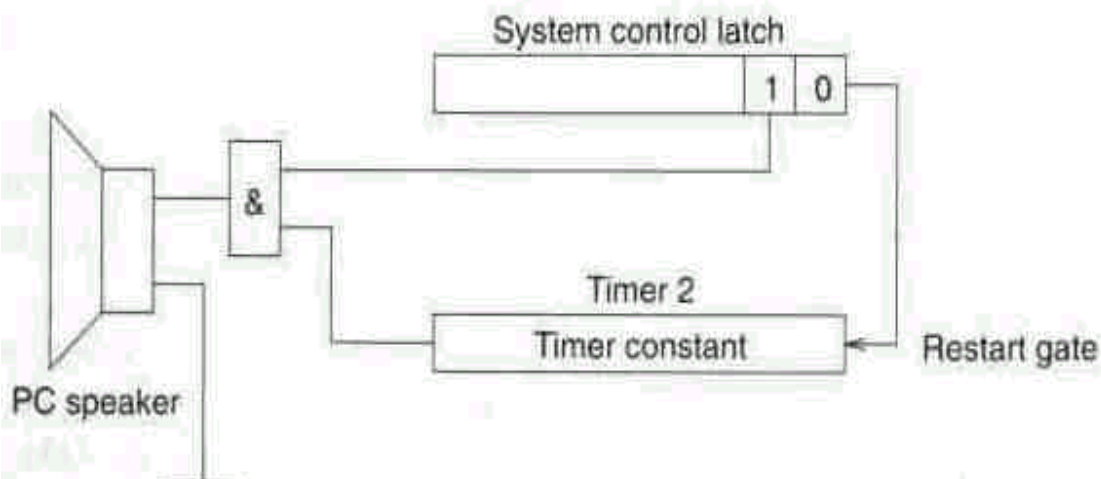 System control latch
1 0
&
Timer 2
Timer constant
Restart gate
PC speaker